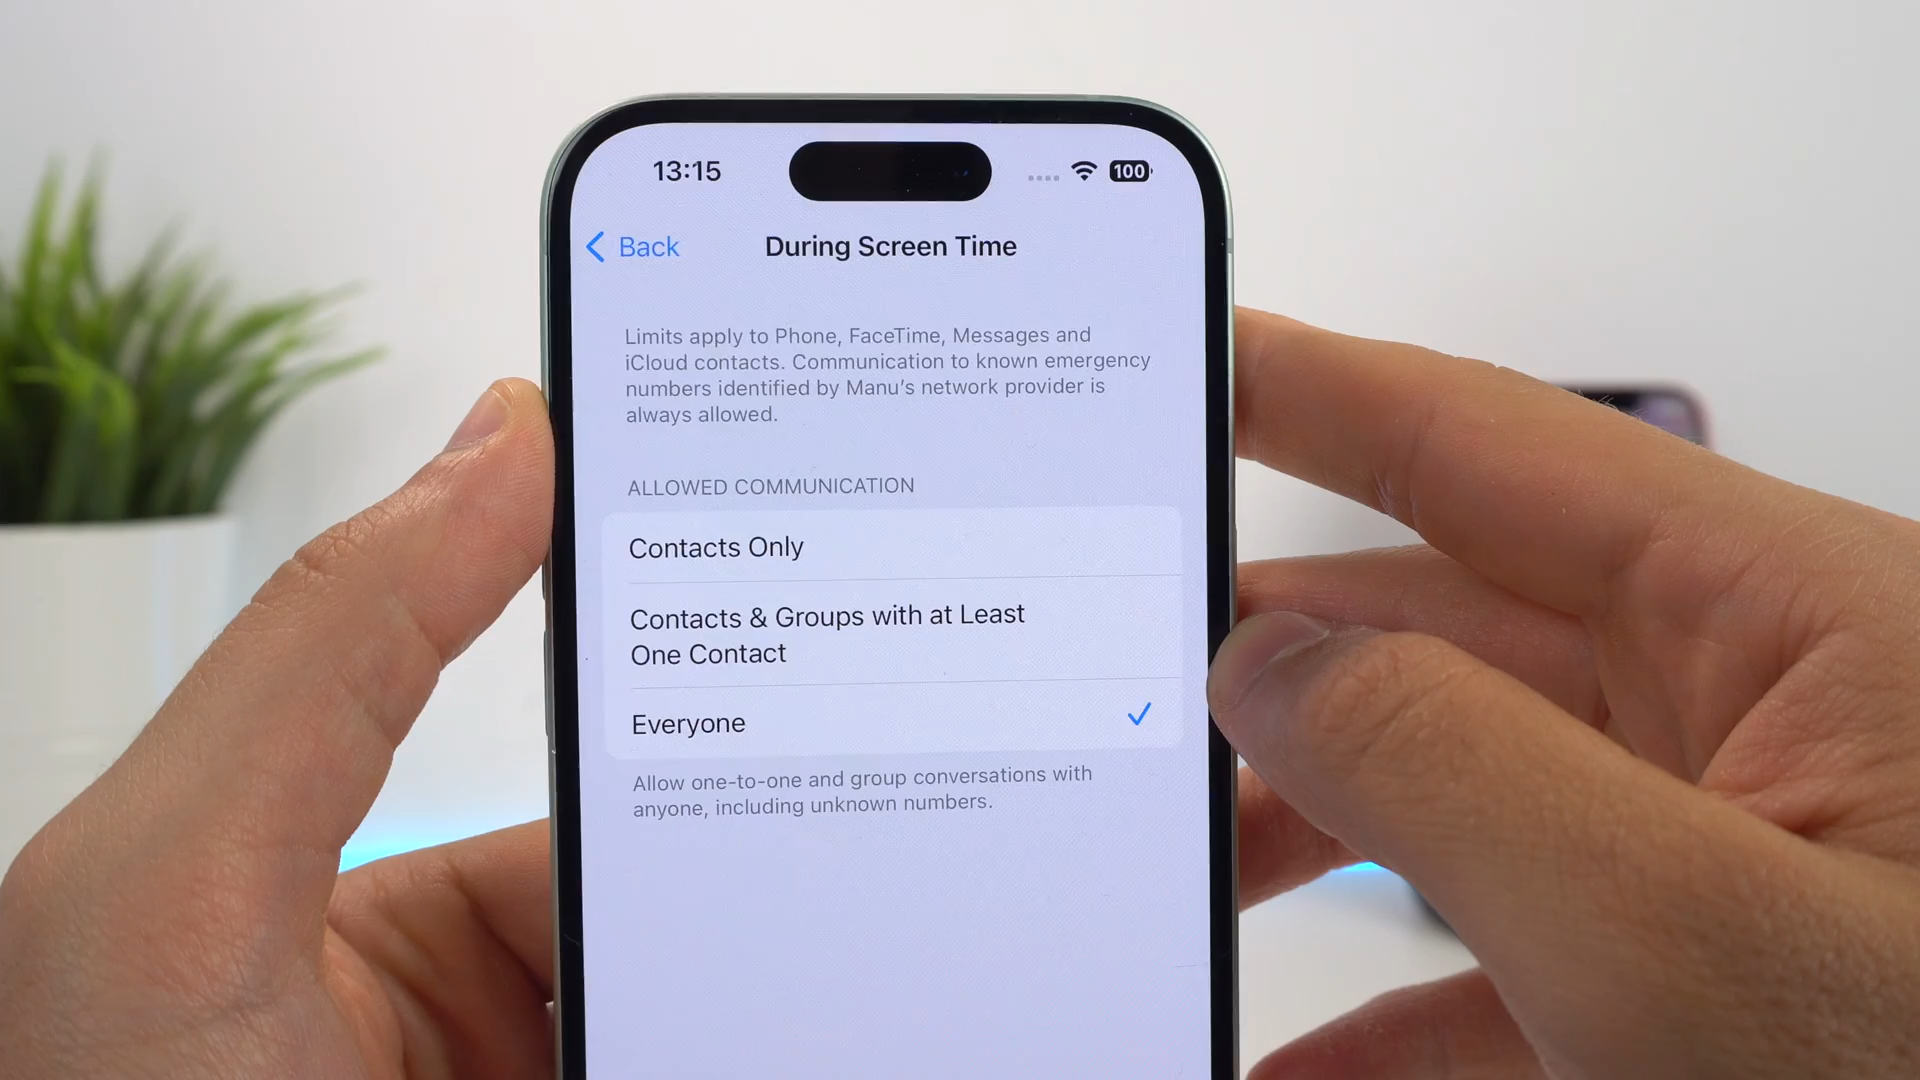 13:15
100
Back
During Screen Time
Limits apply to Phone, FaceTime, Messages and
iCloud contacts. Communication to known emergency
numbers identified by Manu's network provider is
always allowed.
ALLOWED COMMUNICATION
Contacts Only
Contacts & Groups with at Least
One Contact
Everyone
Allow one-to-one and group conversations with
anyone, including unknown numbers.